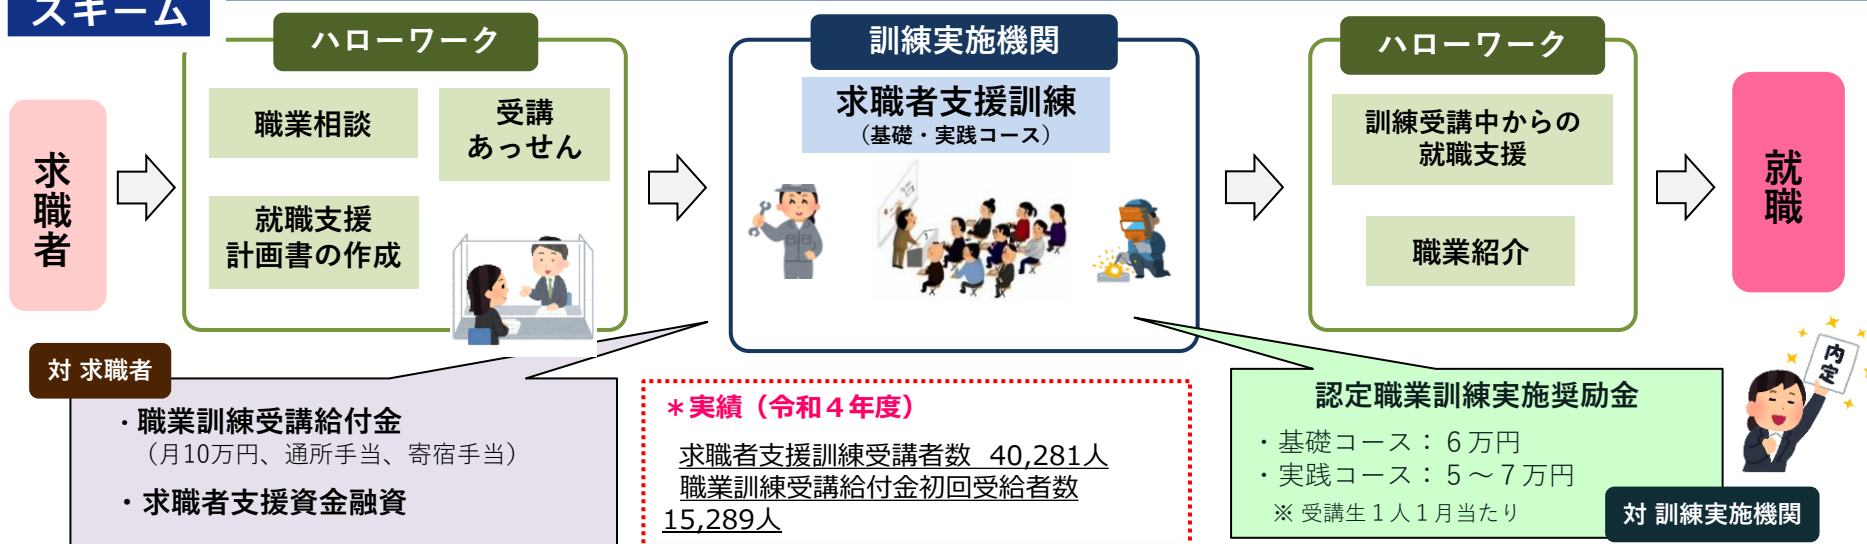 スキーム
求職者
ハローワーク
職業相談
受講
あっせん
就職支援
計画書の作成
訓練実施機関
求職者支援訓練
（基礎・実践コース）
ハローワーク
訓練受講中からの
就職支援
職業紹介
就職
対 求職者
・職業訓練受講給付金
（月10万円、通所手当、寄宿手当）
・求職者支援資金融資
＊実績（令和４年度）
求職者支援訓練受講者数 40,281人
職業訓練受講給付金初回受給者数
15,289人
認定職業訓練実施奨励金
・基礎コース：６万円
・実践コース：５～７万円
※ 受講生１人１月当たり
対 訓練実施機関
内定